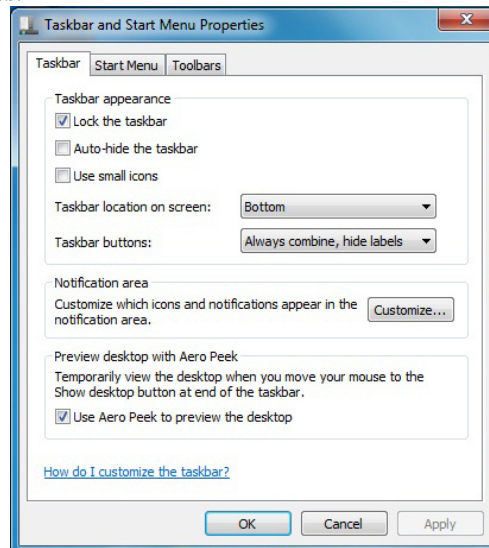 Taskbar and Start Menu Properties
Taskbar Start Menu Toolbars
Taskbar appearance
Lock the taskbar
Auto-hide the taskbar
Use small icons
Taskbar location on screen: Bottom
Taskbar buttons: Always combine, hide labels
Notification area
Customize which icons and notifications appear in the
notification area.
Customize...
Preview desktop with Aero Peek
Temporarily view the desktop when you move your mouse to the
Show desktop button at end of the taskbar.
Use Aero Peek to preview the desktop
How do I customize the taskbar?
OK Cancel Apply